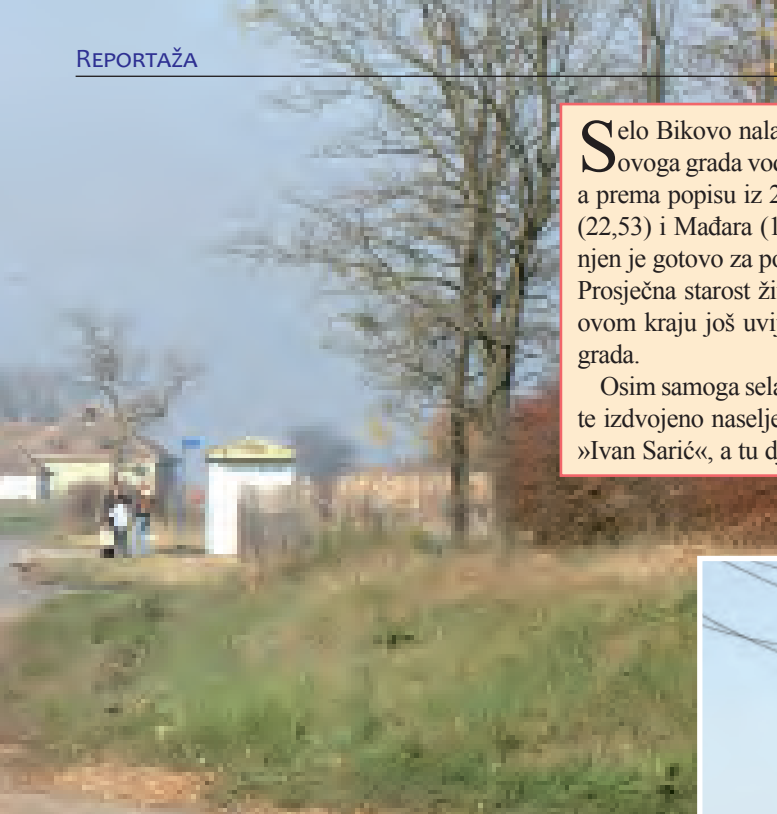 REPORTAŽA
Selo Bikovo nala
ovoga grada vod
a prema popisu iz 2
(22,53) i Mađara (1
njen je gotovo za po
Prosječna starost ži
ovom kraju još uvij
grada.
Osim samoga sela
te izdvojeno naselje
»Ivan Sarić«, a tu d